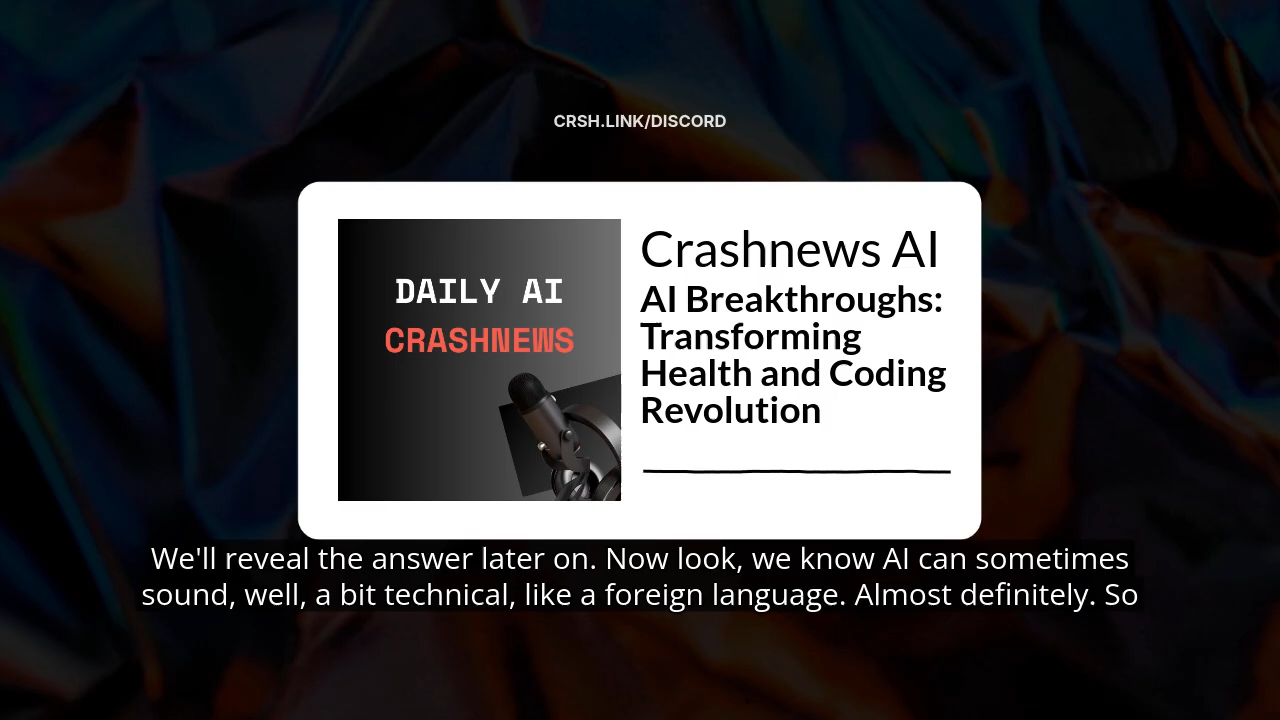 CRSH.LINK/DISCORD
DAILY AI
CRASHNEWS
Crashnews AI
AI Breakthroughs:
Transforming
Health and Coding
Revolution
We'll reveal the answer later on. Now look, we know AI can sometimes
sound, well, a bit technical, like a foreign language. Almost definitely. So